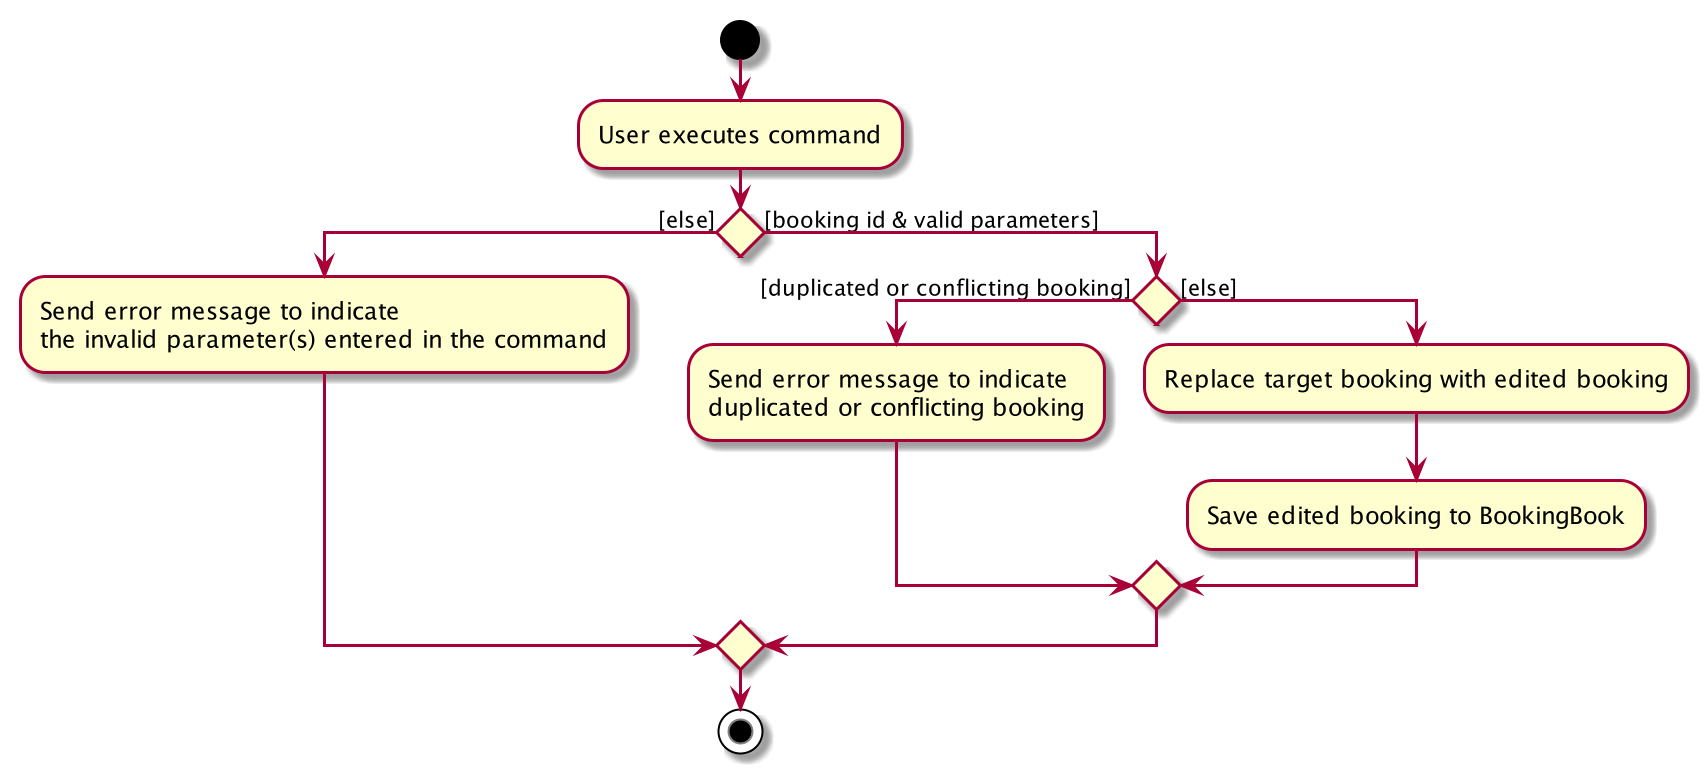 User executes command
[else]
[booking id & valid parameters]
Send error message to indicate
the invalid parameter(s) entered in the command
[duplicated or conflicting booking]
[else]
Send error message to indicate
duplicated or conflicting booking
Replace target booking with edited booking
Save edited booking to BookingBook